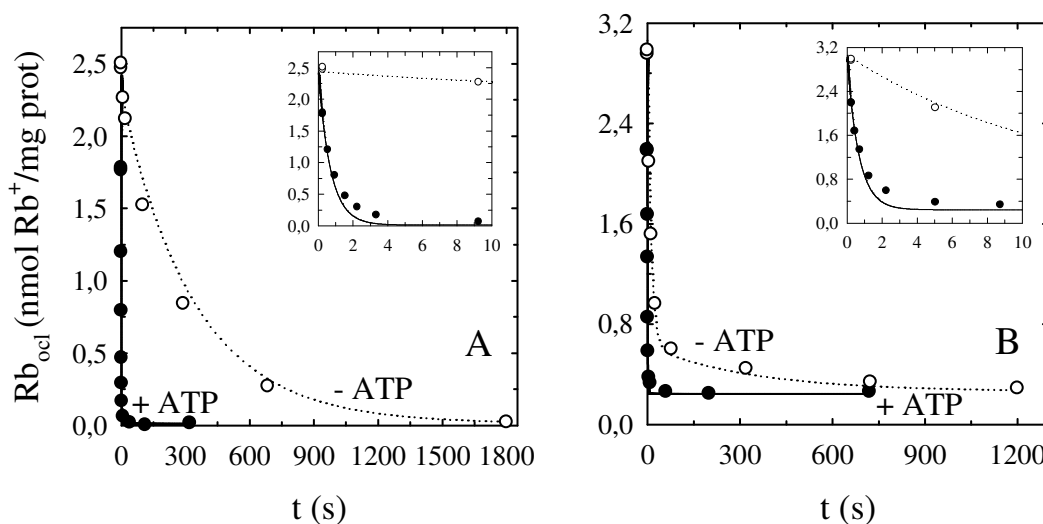 Rb_ocl (nmol Rb⁺/mg prot)
2,5
2,0
1,5
1,0
0,5
0,0
0 300 600 900 1200 1500 1800
t (s)
2.5
2.0
1.5
1.0
0.5
0.0
0 2 4 6 8 10
A
+ ATP
- ATP
3,2
2,4
1,6
0,8
0,0
0 300 600 900 1200
t (s)
3,2
2,4
1,6
0,8
0,0
0 2 4 6 8 10
- ATP
B
+ ATP